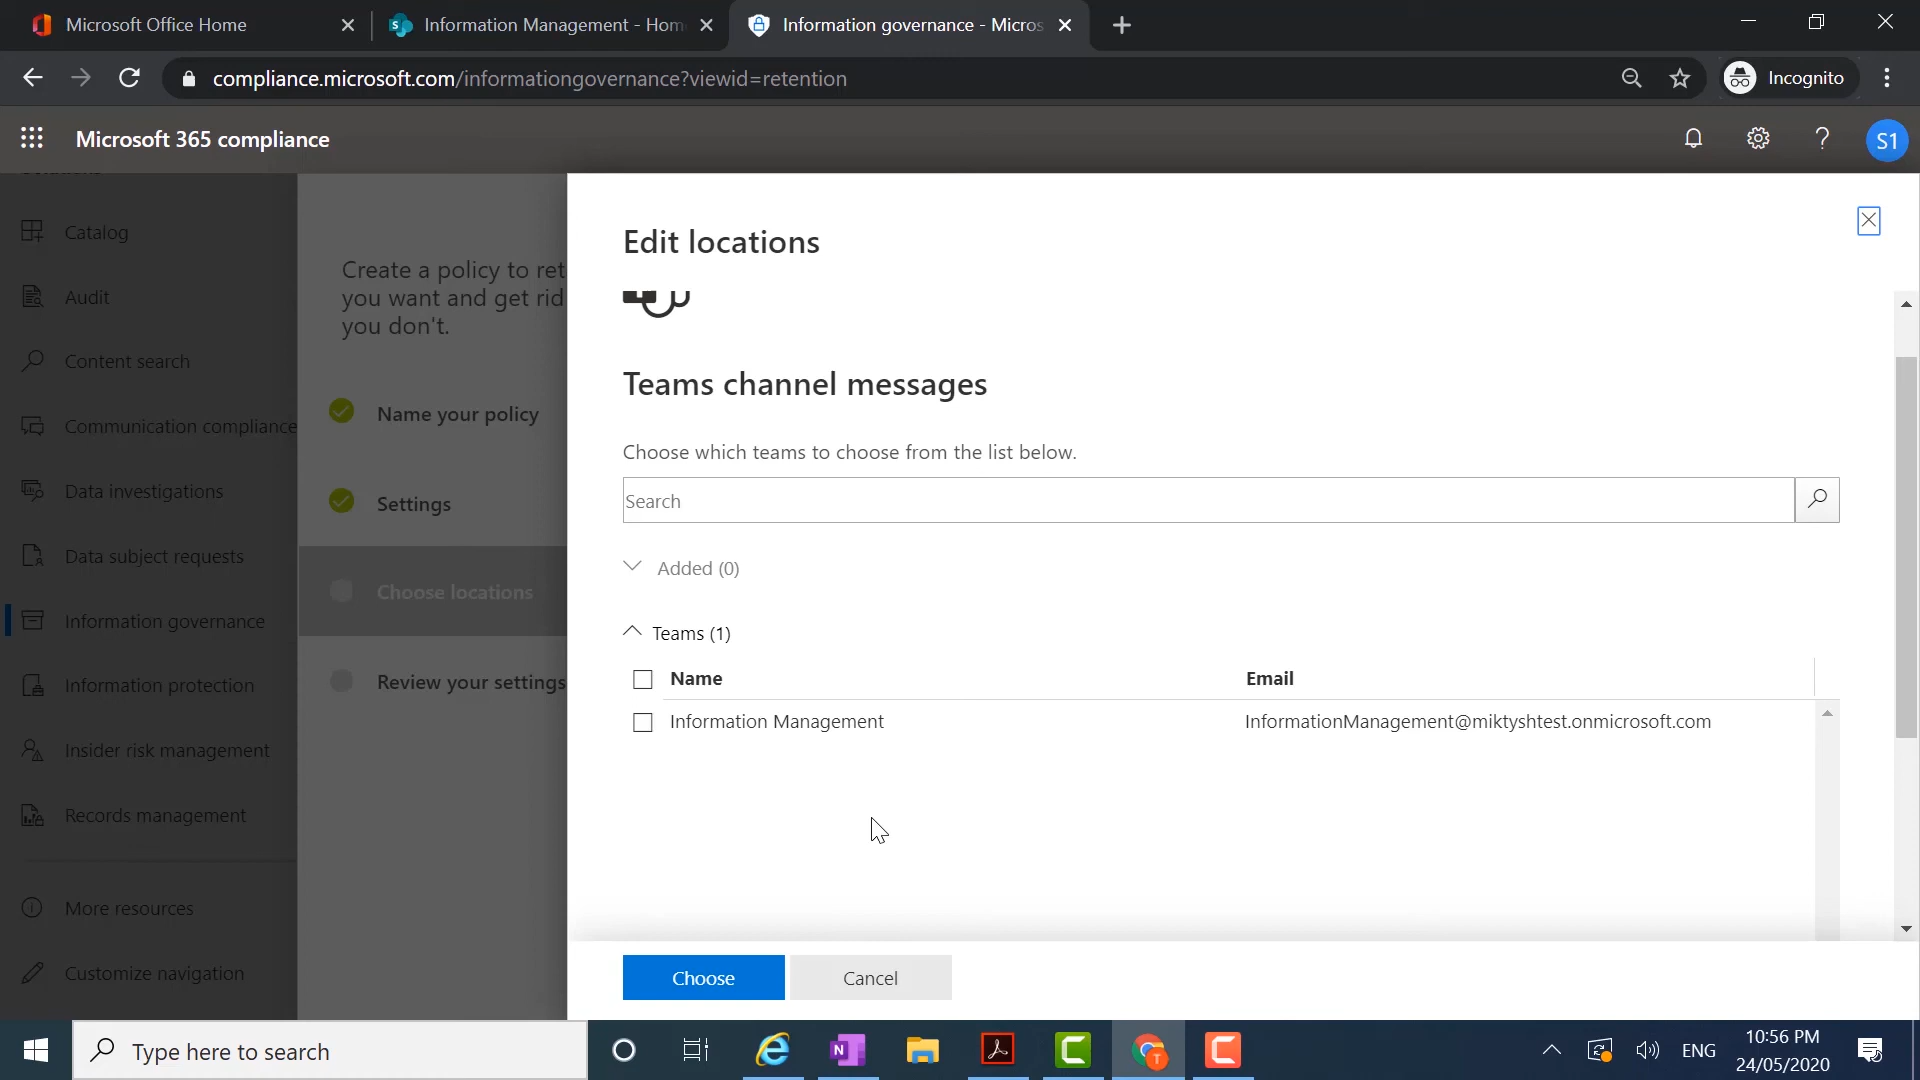 Microsoft Office Home
Information Management - Hom
Information governance - Micros
compliance.microsoft.com/informationgovernance?viewid=retention
Incognito
Microsoft 365 compliance
S1
Catalog
Audit
Content search
Communication compliance
Data investigations
Data subject requests
Information governance
Information protection
Insider risk management
Records management
More resources
Customize navigation
Create a policy to ret
you want and get rid
you don't.
Name your policy
Settings
Choose locations
Review your settings
Edit locations
Teams channel messages
Choose which teams to choose from the list below.
Search
Added (0)
Teams (1)
Name Email
Information Management InformationManagement@miktyshtest.onmicrosoft.com
Choose Cancel
Type here to search
ENG
10:56 PM
24/05/2020